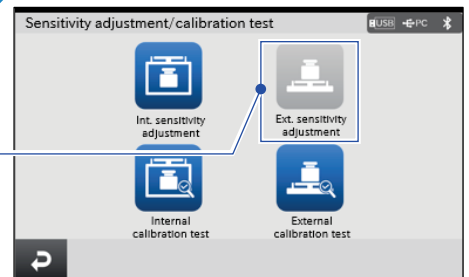 Sensitivity adjustment/calibration test
USB PC
Int. sensitivity
adjustment
Ext. sensitivity
adjustment
Internal
calibration test
External
calibration test